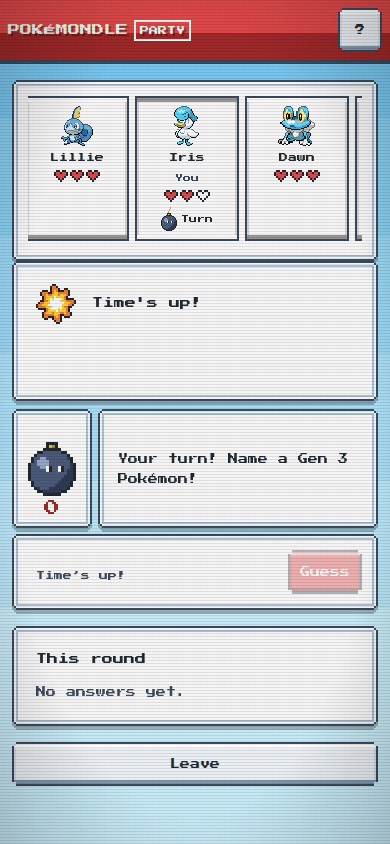 POKéMONDLE PARTY ?
Lillie Iris Dawn
You
Turn
Time's up!
Your turn! Name a Gen 3
Pokémon!
0
Time's up! Guess
This round
No answers yet.
Leave